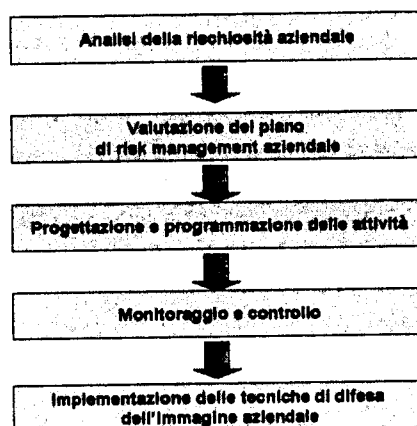 Analisi della rischiosità aziendale
Valutazione del piano
di risk management aziendale
Progettazione e programmazione delle attività
Monitoraggio e controllo
Implementazione delle tecniche di difesa
dell'immagine aziendale